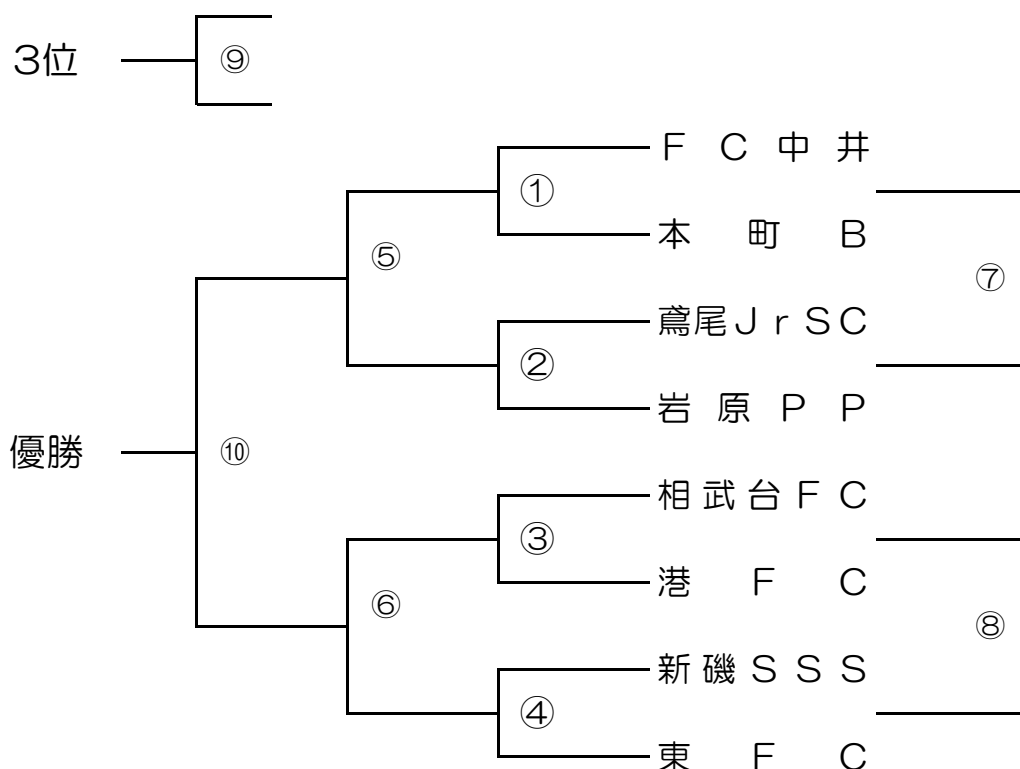 3位 ⑨
FC中井
①
本町B
⑤
⑦
鳶尾JrSC
②
岩原PP
優勝 ⑩
相武台FC
③
港FC
⑥
⑧
新磯SSS
④
東FC